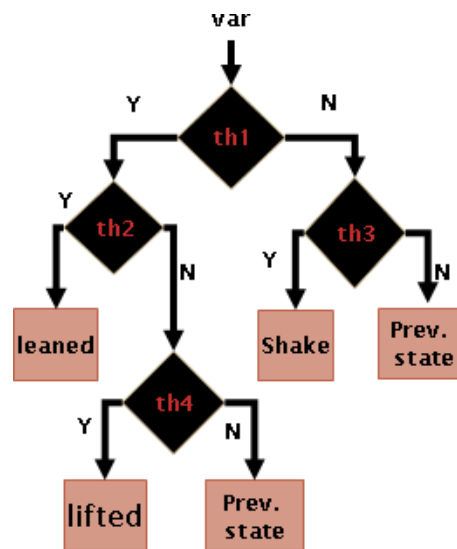 var
Y
N
th1
Y
th2
N
th3
Y
N
leaned
Shake
Prev.
state
th4
Y
N
lifted
Prev.
state